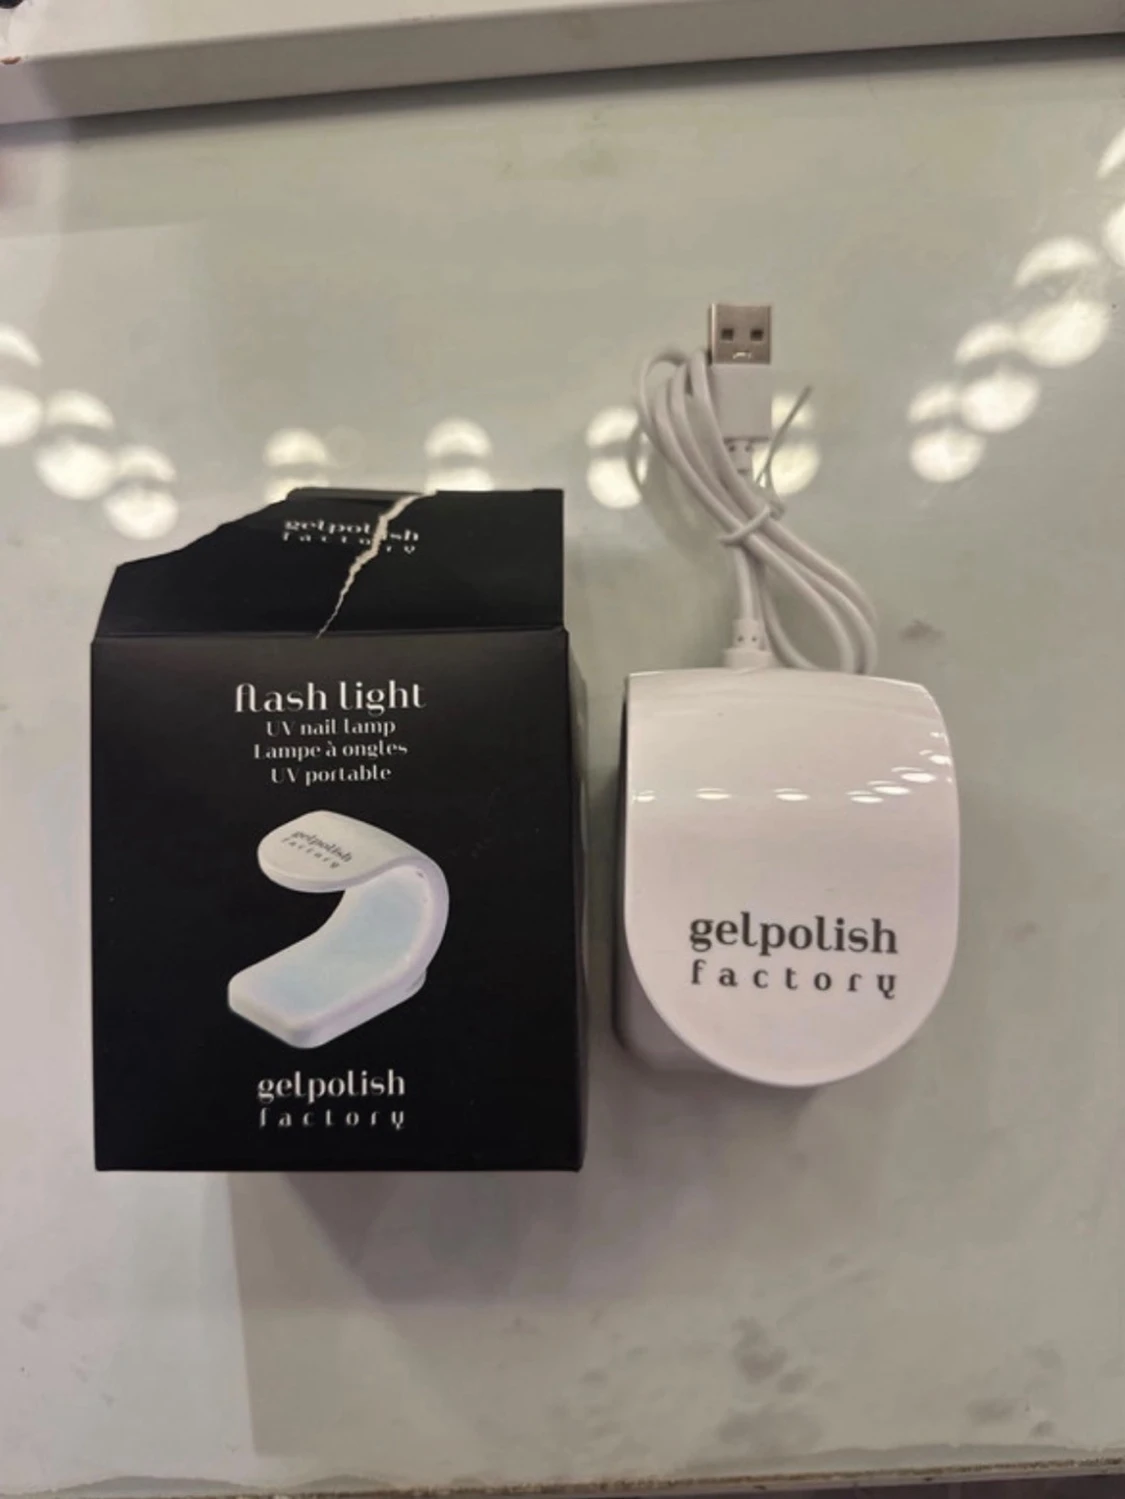 gelpolish
factory
flash light
UV nail lamp
Lampe à ongles
UV portable
gelpolish
factory
gelpolish
factory
gelpolish
factory